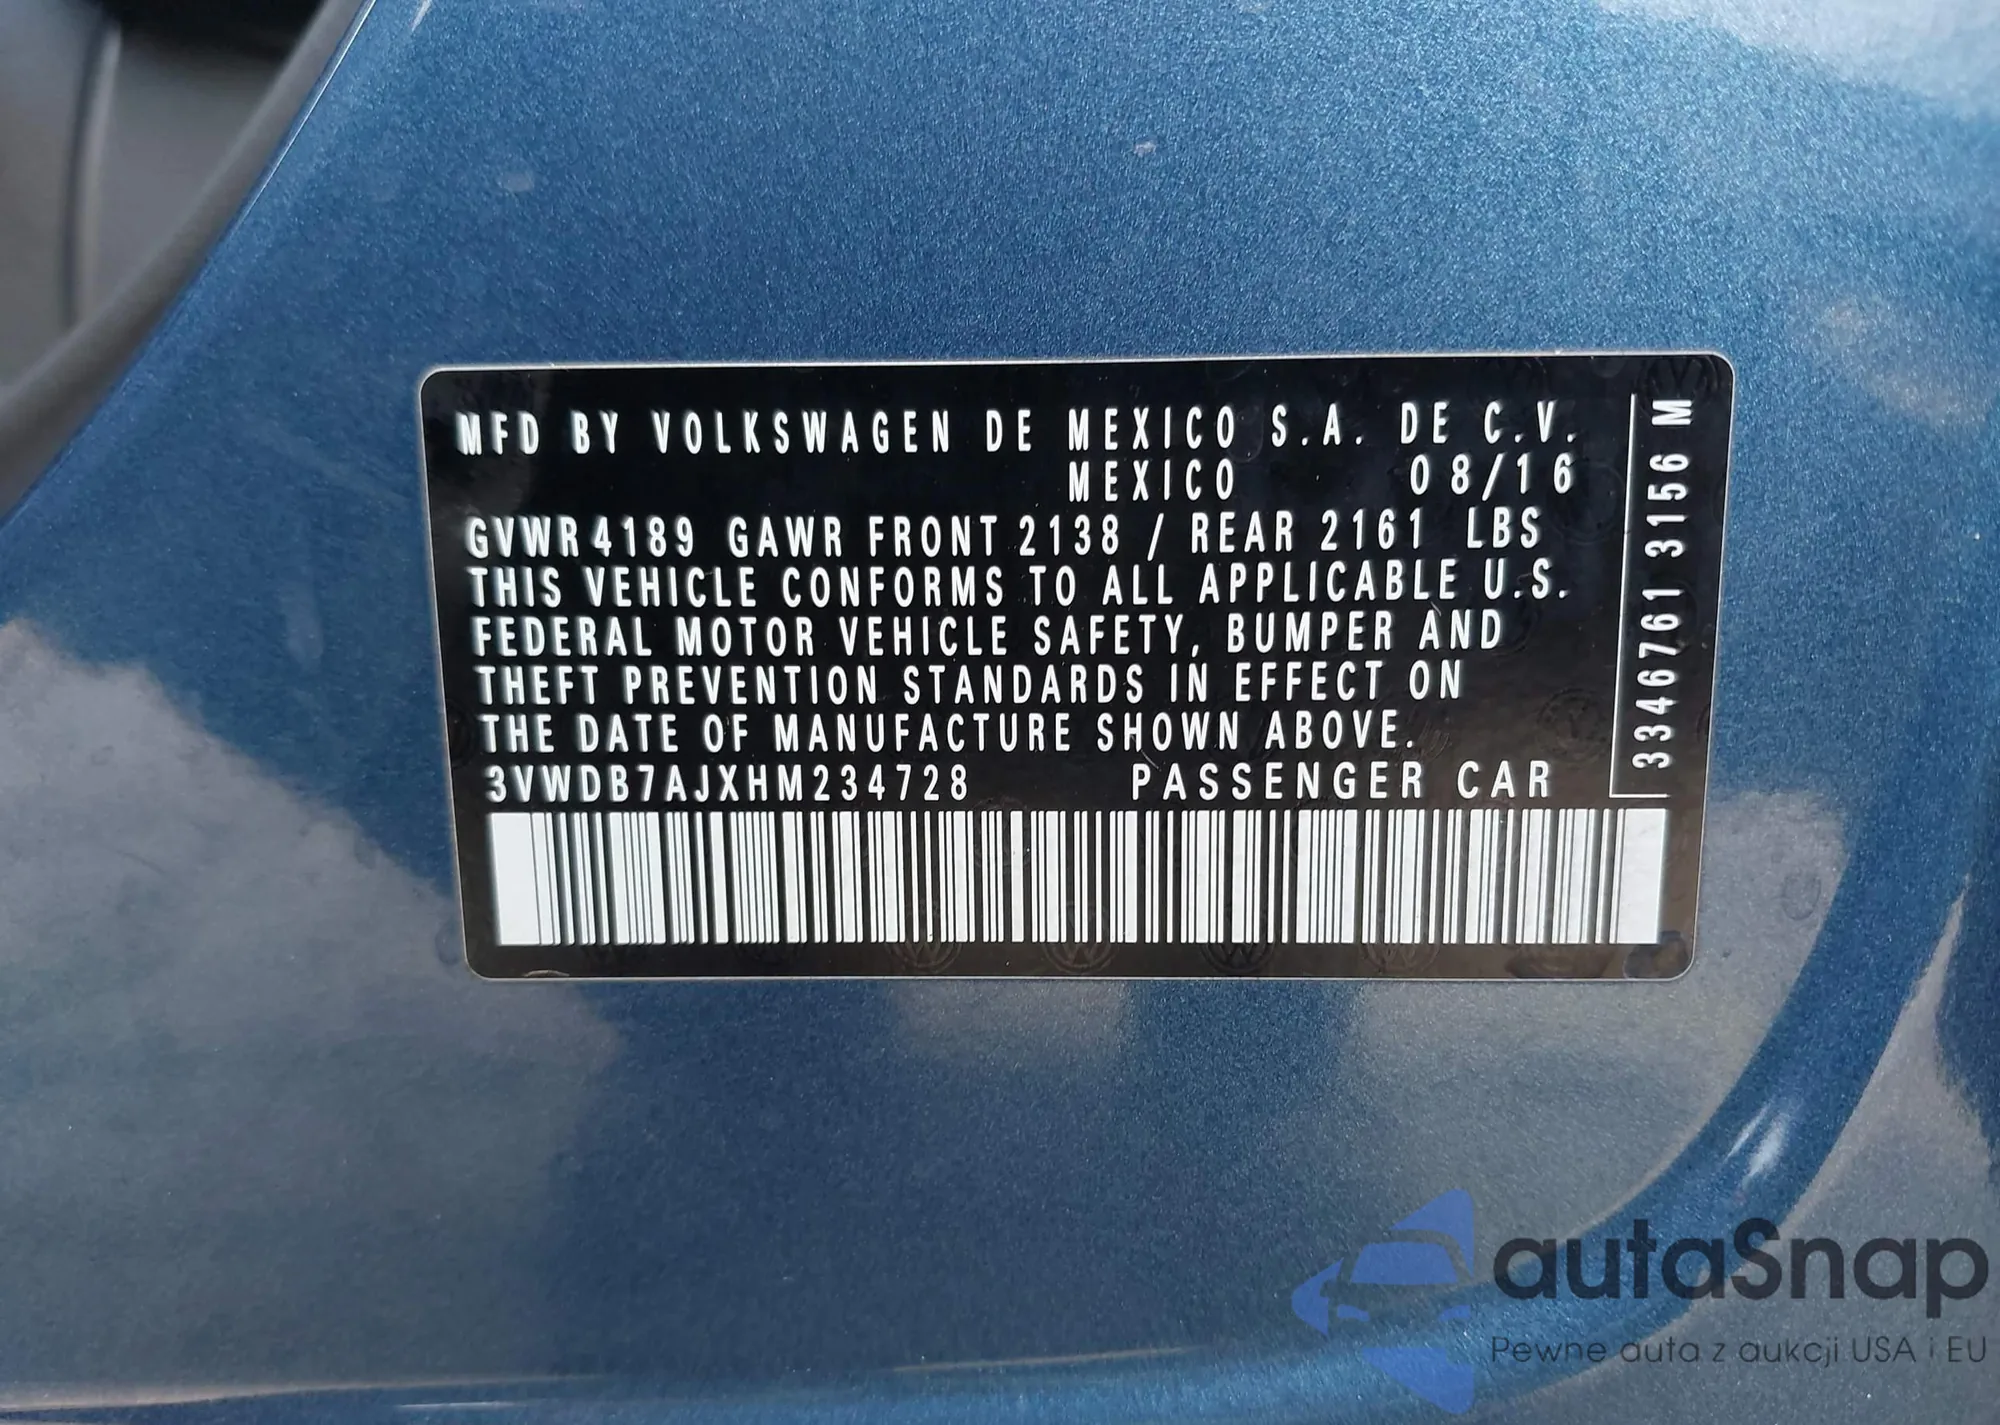 MFD BY VOLKSWAGEN DE MEXICO S.A. DE C.V.
MEXICO 08/16
GVWR 4189 GAWR FRONT 2138 / REAR 2161 LBS
THIS VEHICLE CONFORMS TO ALL APPLICABLE U.S.
FEDERAL MOTOR VEHICLE SAFETY, BUMPER AND
THEFT PREVENTION STANDARDS IN EFFECT ON
THE DATE OF MANUFACTURE SHOWN ABOVE.
3VWDB7AJXHM234728 PASSENGER CAR
3346761 3156 M
autaSnap
Pewne auta z aukcji USA i EU